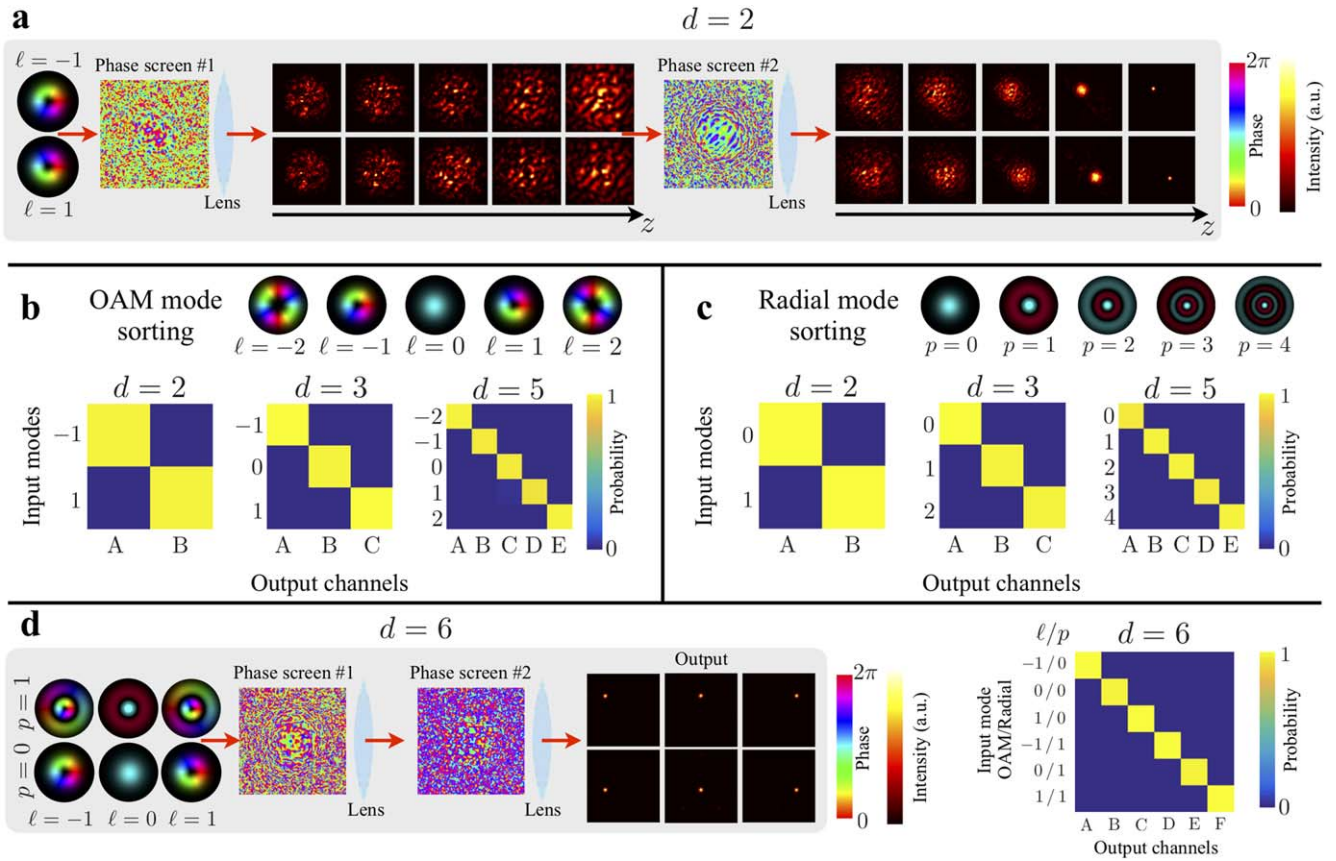 a
d = 2
ℓ = −1
Phase screen #1
Phase screen #2
2π
Phase
0
Intensity (a.u.)
ℓ = 1
Lens
Lens
z
z
b
OAM mode
sorting
ℓ = −2
ℓ = −1
ℓ = 0
ℓ = 1
ℓ = 2
d = 2
d = 3
d = 5
Input modes
−1
1
A B
−1
0
1
A B C
−2
−1
0
1
2
A B C D E
1
Probability
0
Output channels
c
Radial mode
sorting
p = 0
p = 1
p = 2
p = 3
p = 4
d = 2
d = 3
d = 5
Input modes
0
1
A B
0
1
2
A B C
0
1
2
3
4
A B C D E
1
Probability
0
Output channels
d
d = 6
p = 1
p = 0
ℓ = −1
ℓ = 0
ℓ = 1
Phase screen #1
Lens
Phase screen #2
Lens
Output
2π
Phase
0
Intensity (a.u.)
ℓ/p
d = 6
Input mode
OAM/Radial
−1/0
0/0
1/0
−1/1
0/1
1/1
A B C D E F
Output channels
1
Probability
0